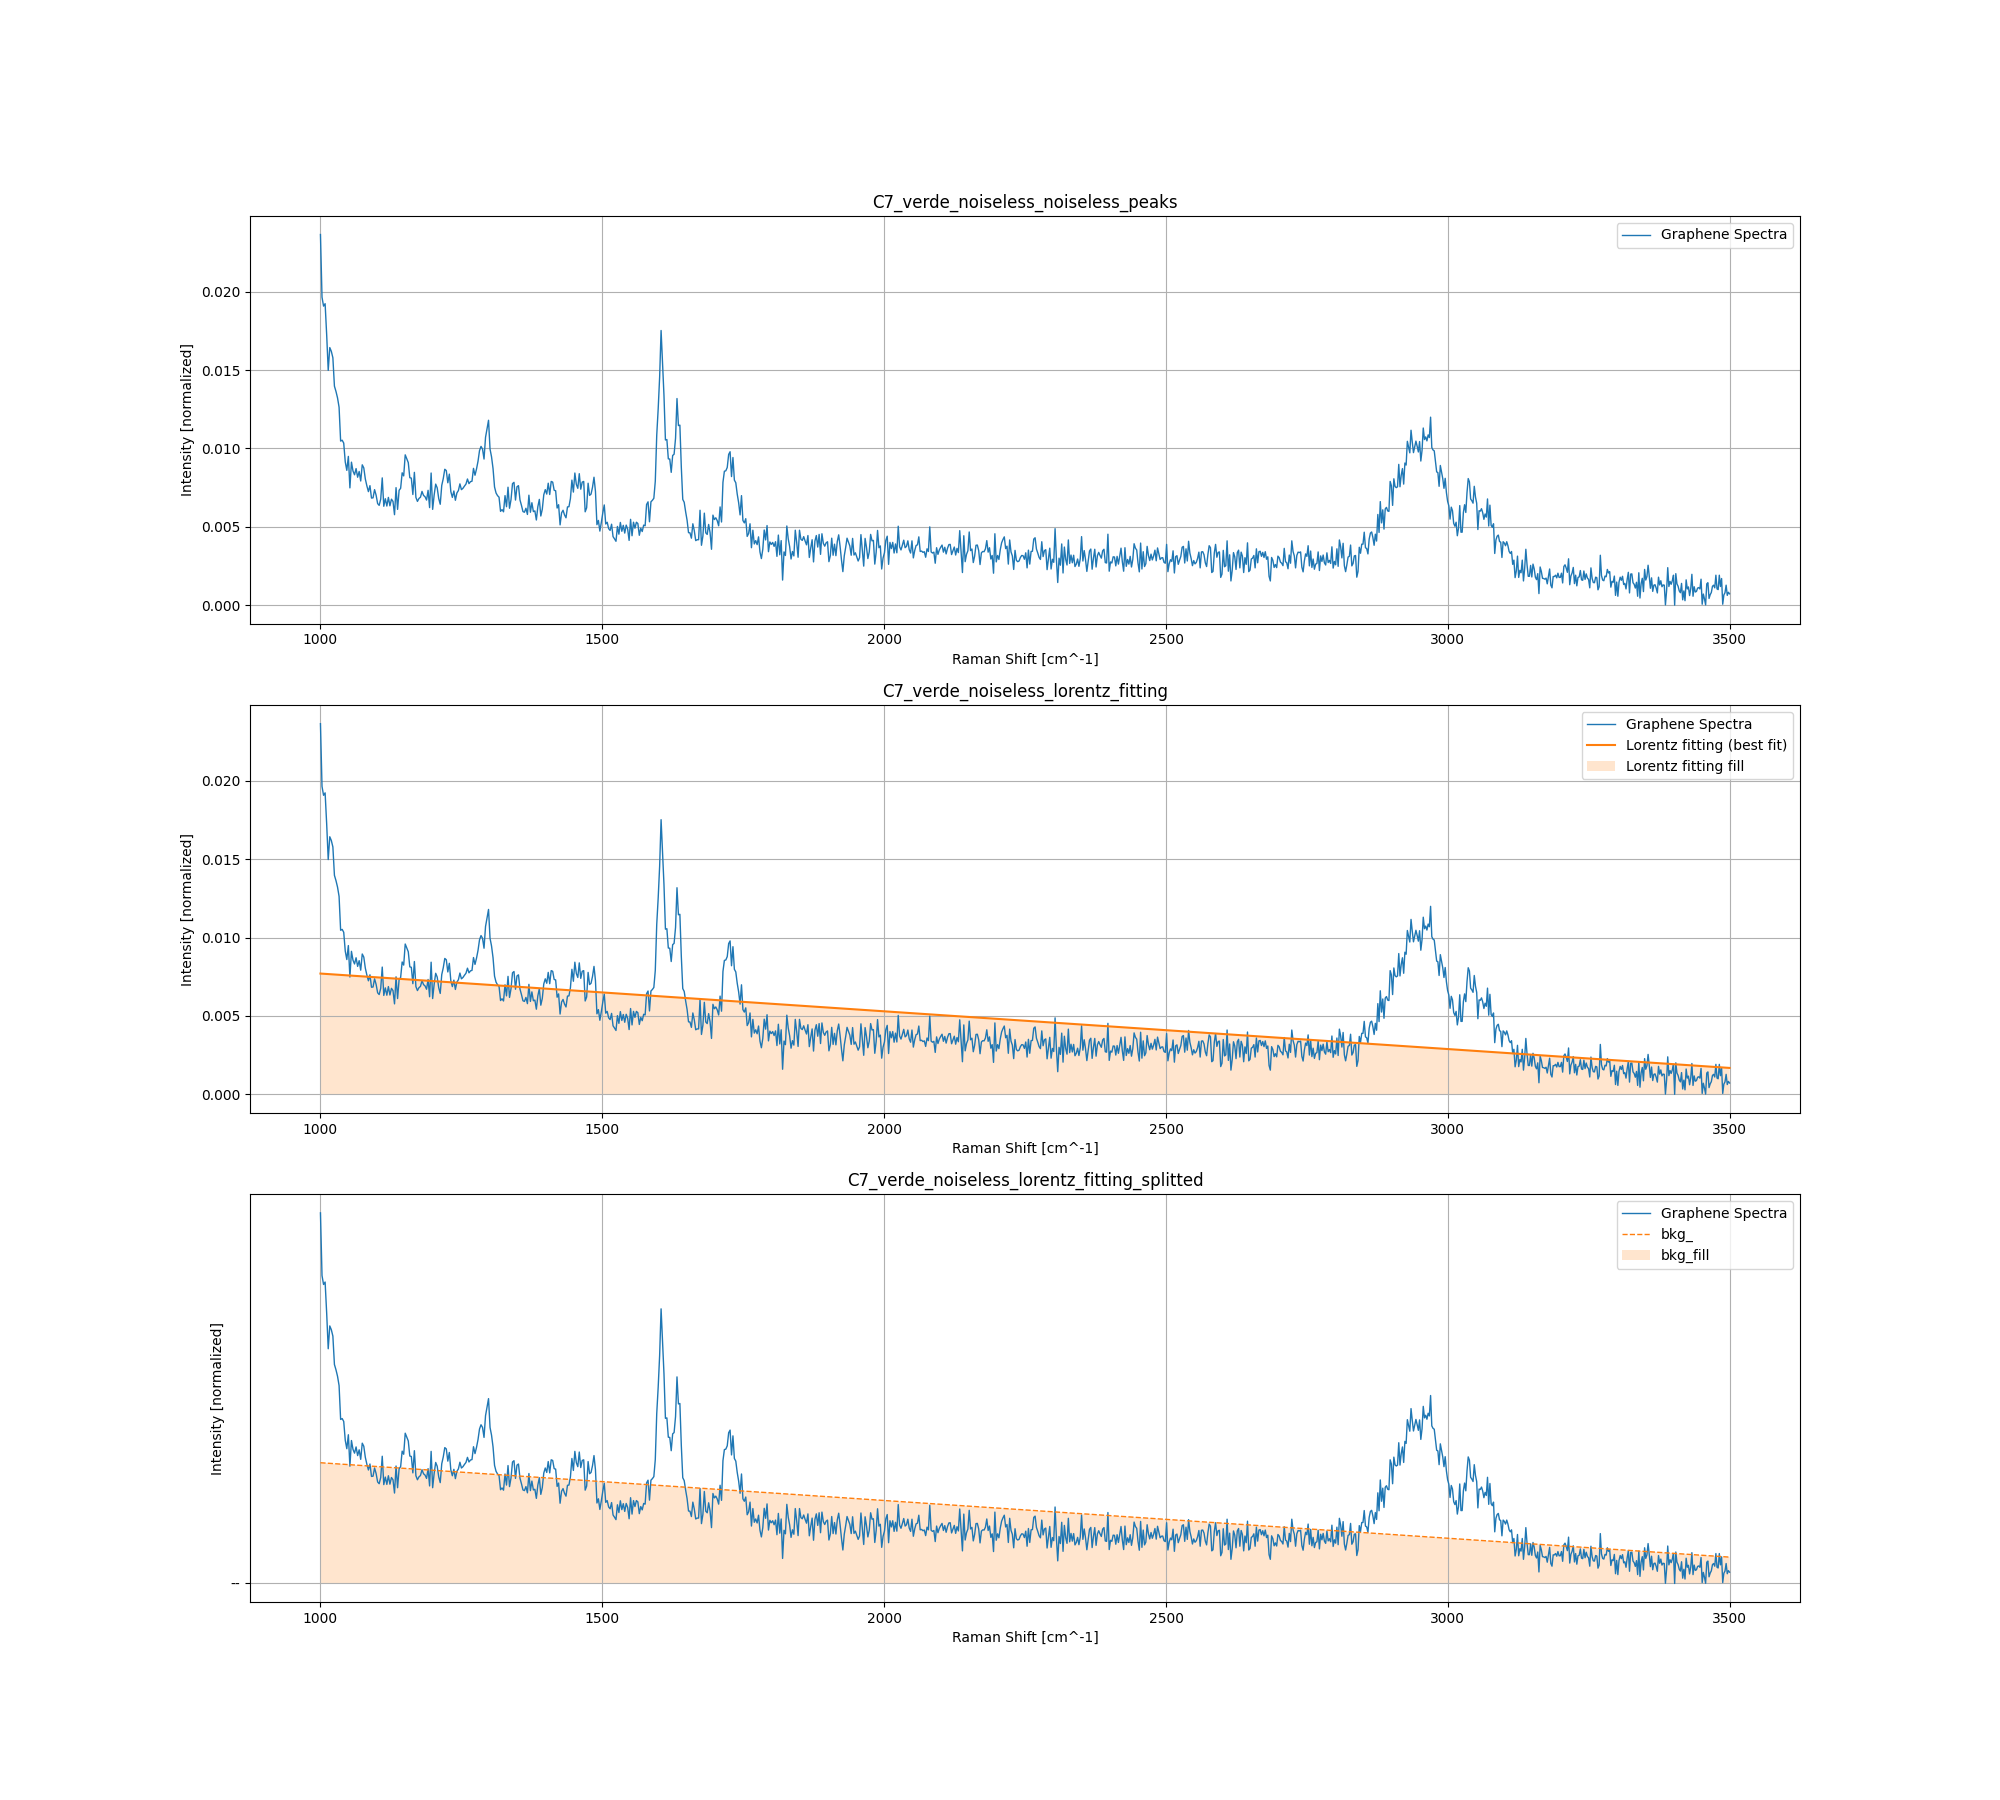 C7_verde_noiseless_noiseless_peaks
Graphene Spectra
Intensity [normalized]
0.020
0.015
0.010
0.005
0.000
1000 1500 2000 2500 3000 3500
Raman Shift [cm^-1]
C7_verde_noiseless_lorentz_fitting
Graphene Spectra
Lorentz fitting (best fit)
Lorentz fitting fill
Intensity [normalized]
0.020
0.015
0.010
0.005
0.000
1000 1500 2000 2500 3000 3500
Raman Shift [cm^-1]
C7_verde_noiseless_lorentz_fitting_splitted
Graphene Spectra
bkg_
bkg_fill
Intensity [normalized]
--
1000 1500 2000 2500 3000 3500
Raman Shift [cm^-1]